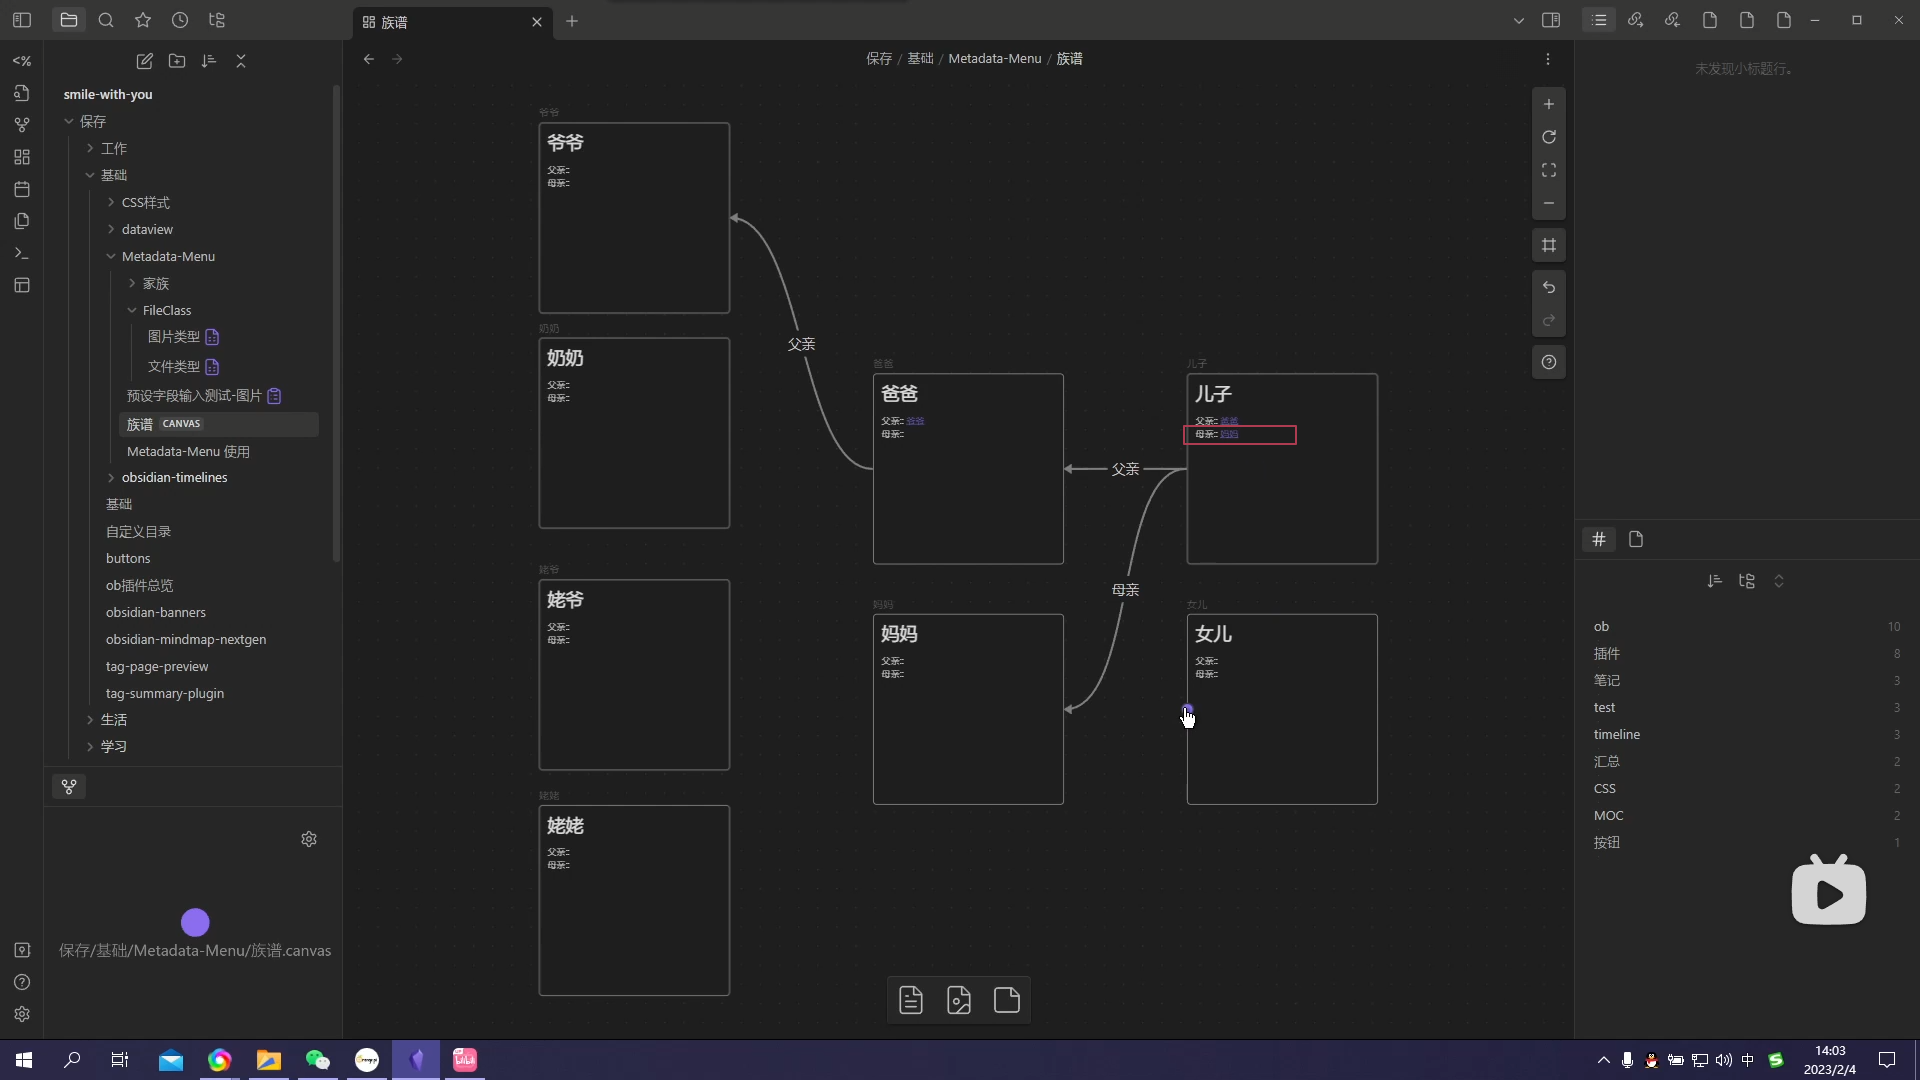 族谱
保存 / 基础 / Metadata-Menu / 族谱
未发现小标题行。
smile-with-you
保存
工作
基础
CSS样式
dataview
Metadata-Menu
家族
FileClass
图片类型
文件类型
预设字段输入测试-图片
族谱 CANVAS
Metadata-Menu 使用
obsidian-timelines
基础
自定义目录
buttons
ob插件总览
obsidian-banners
obsidian-mindmap-nextgen
tag-page-preview
tag-summary-plugin
生活
学习
保存/基础/Metadata-Menu/族谱.canvas
爷爷
爷爷
父亲::
母亲::
奶奶
奶奶
父亲::
母亲::
姥爷
姥爷
父亲::
母亲::
姥姥
姥姥
父亲::
母亲::
父亲
爸爸
爸爸
父亲:: 爷爷
母亲::
妈妈
妈妈
父亲::
母亲::
父亲
母亲
儿子
儿子
父亲:: 爸爸
母亲:: 妈妈
女儿
女儿
父亲::
母亲::
ob 10
插件 8
笔记 3
test 3
timeline 3
汇总 2
CSS 2
MOC 2
按钮 1
中
14:03
2023/2/4